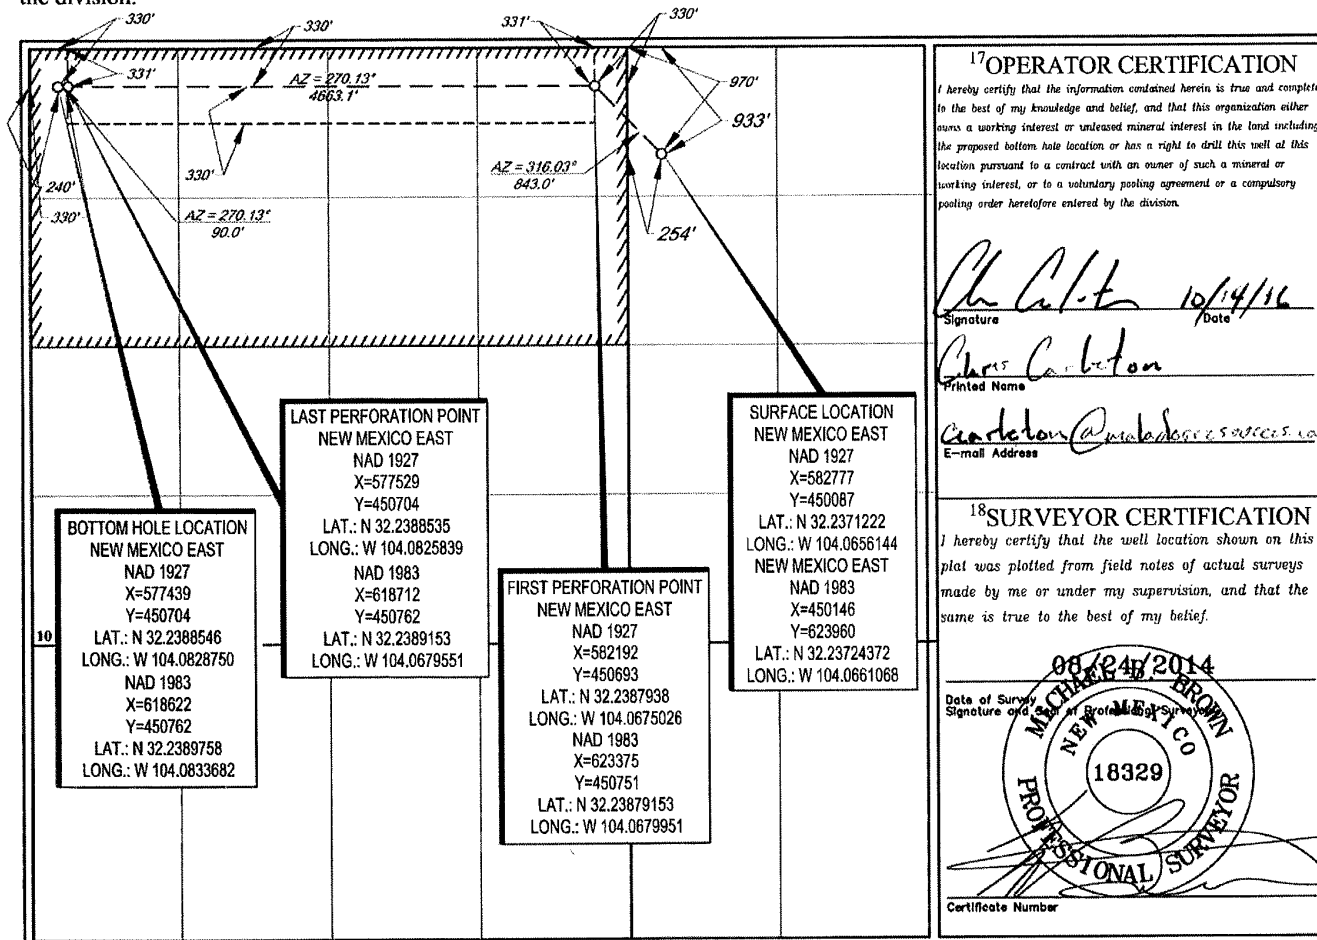 the division.
330'
330'
331'
330'
331'
AZ = 270.13°
4663.1'
970'
933'
240'
330'
330'
AZ = 316.03°
843.0'
AZ = 270.13°
90.0'
254'
10
BOTTOM HOLE LOCATION
NEW MEXICO EAST
NAD 1927
X=577439
Y=450704
LAT.: N 32.2388546
LONG.: W 104.0828750
NAD 1983
X=618622
Y=450762
LAT.: N 32.2389758
LONG.: W 104.0833682
LAST PERFORATION POINT
NEW MEXICO EAST
NAD 1927
X=577529
Y=450704
LAT.: N 32.2388535
LONG.: W 104.0825839
NAD 1983
X=618712
Y=450762
LAT.: N 32.2389153
LONG.: W 104.0679551
FIRST PERFORATION POINT
NEW MEXICO EAST
NAD 1927
X=582192
Y=450693
LAT.: N 32.2387938
LONG.: W 104.0675026
NAD 1983
X=623375
Y=450751
LAT.: N 32.23879153
LONG.: W 104.0679951
SURFACE LOCATION
NEW MEXICO EAST
NAD 1927
X=582777
Y=450087
LAT.: N 32.2371222
LONG.: W 104.0656144
NEW MEXICO EAST
NAD 1983
X=450146
Y=623960
LAT.: N 32.23724372
LONG.: W 104.0661068
17 OPERATOR CERTIFICATION
I hereby certify that the information contained herein is true and complete
to the best of my knowledge and belief, and that this organization either
owns a working interest or unleased mineral interest in the land including
the proposed bottom hole location or has a right to drill this well at this
location pursuant to a contract with an owner of such a mineral or
working interest, or to a voluntary pooling agreement or a compulsory
pooling order heretofore entered by the division.
10/14/16
Signature Date
Chris Carleton
Printed Name
E-mail Address
18 SURVEYOR CERTIFICATION
I hereby certify that the well location shown on this
plat was plotted from field notes of actual surveys
made by me or under my supervision, and that the
same is true to the best of my belief.
08/24/2014
Date of Survey
Signature and Seal of Professional Surveyor
MICHAEL B. BROWN
NEW MEXICO
18329
PROFESSIONAL SURVEYOR
Certificate Number